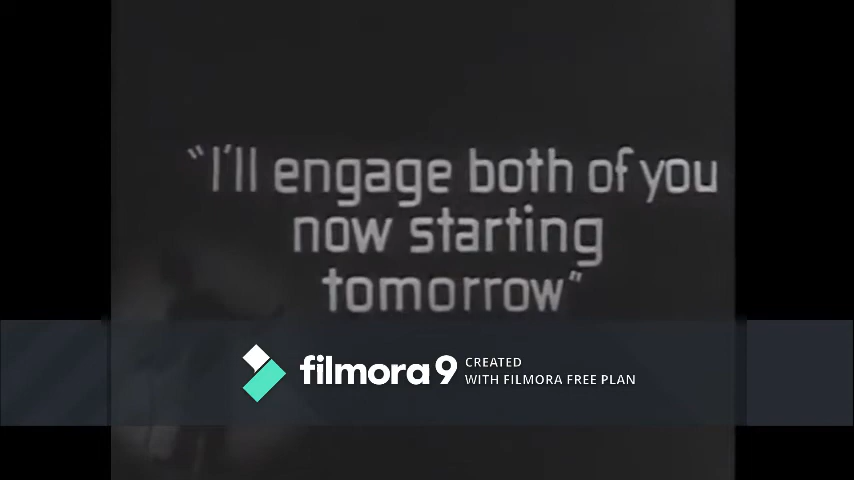 "I'll engage both of you
now starting
tomorrow"
filmora9 CREATED
WITH FILMORA FREE PLAN